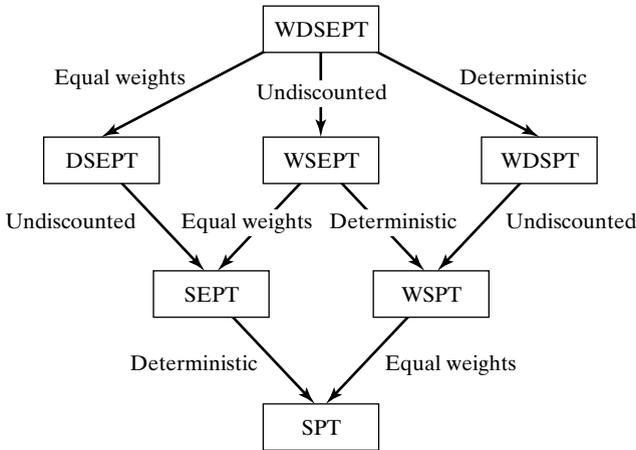 WDSEPT
Equal weights
Undiscounted
Deterministic
DSEPT
WSEPT
WDSPT
Undiscounted
Equal weights
Deterministic
Undiscounted
SEPT
WSPT
Deterministic
Equal weights
SPT